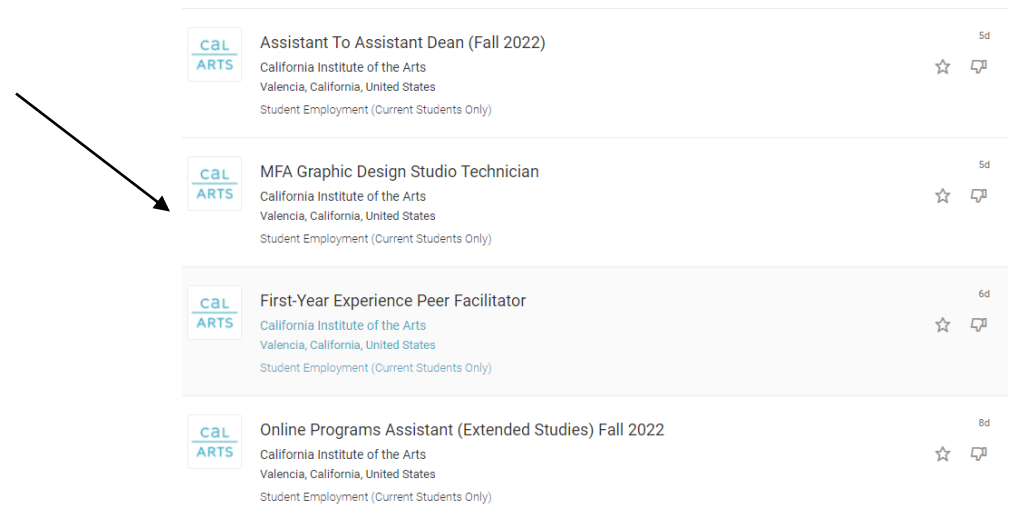 CaL
ARTS
Assistant To Assistant Dean (Fall 2022)
5d
California Institute of the Arts
Valencia, California, United States
Student Employment (Current Students Only)
CaL
ARTS
MFA Graphic Design Studio Technician
5d
California Institute of the Arts
Valencia, California, United States
Student Employment (Current Students Only)
CaL
ARTS
First-Year Experience Peer Facilitator
6d
California Institute of the Arts
Valencia, California, United States
Student Employment (Current Students Only)
CaL
ARTS
Online Programs Assistant (Extended Studies) Fall 2022
8d
California Institute of the Arts
Valencia, California, United States
Student Employment (Current Students Only)